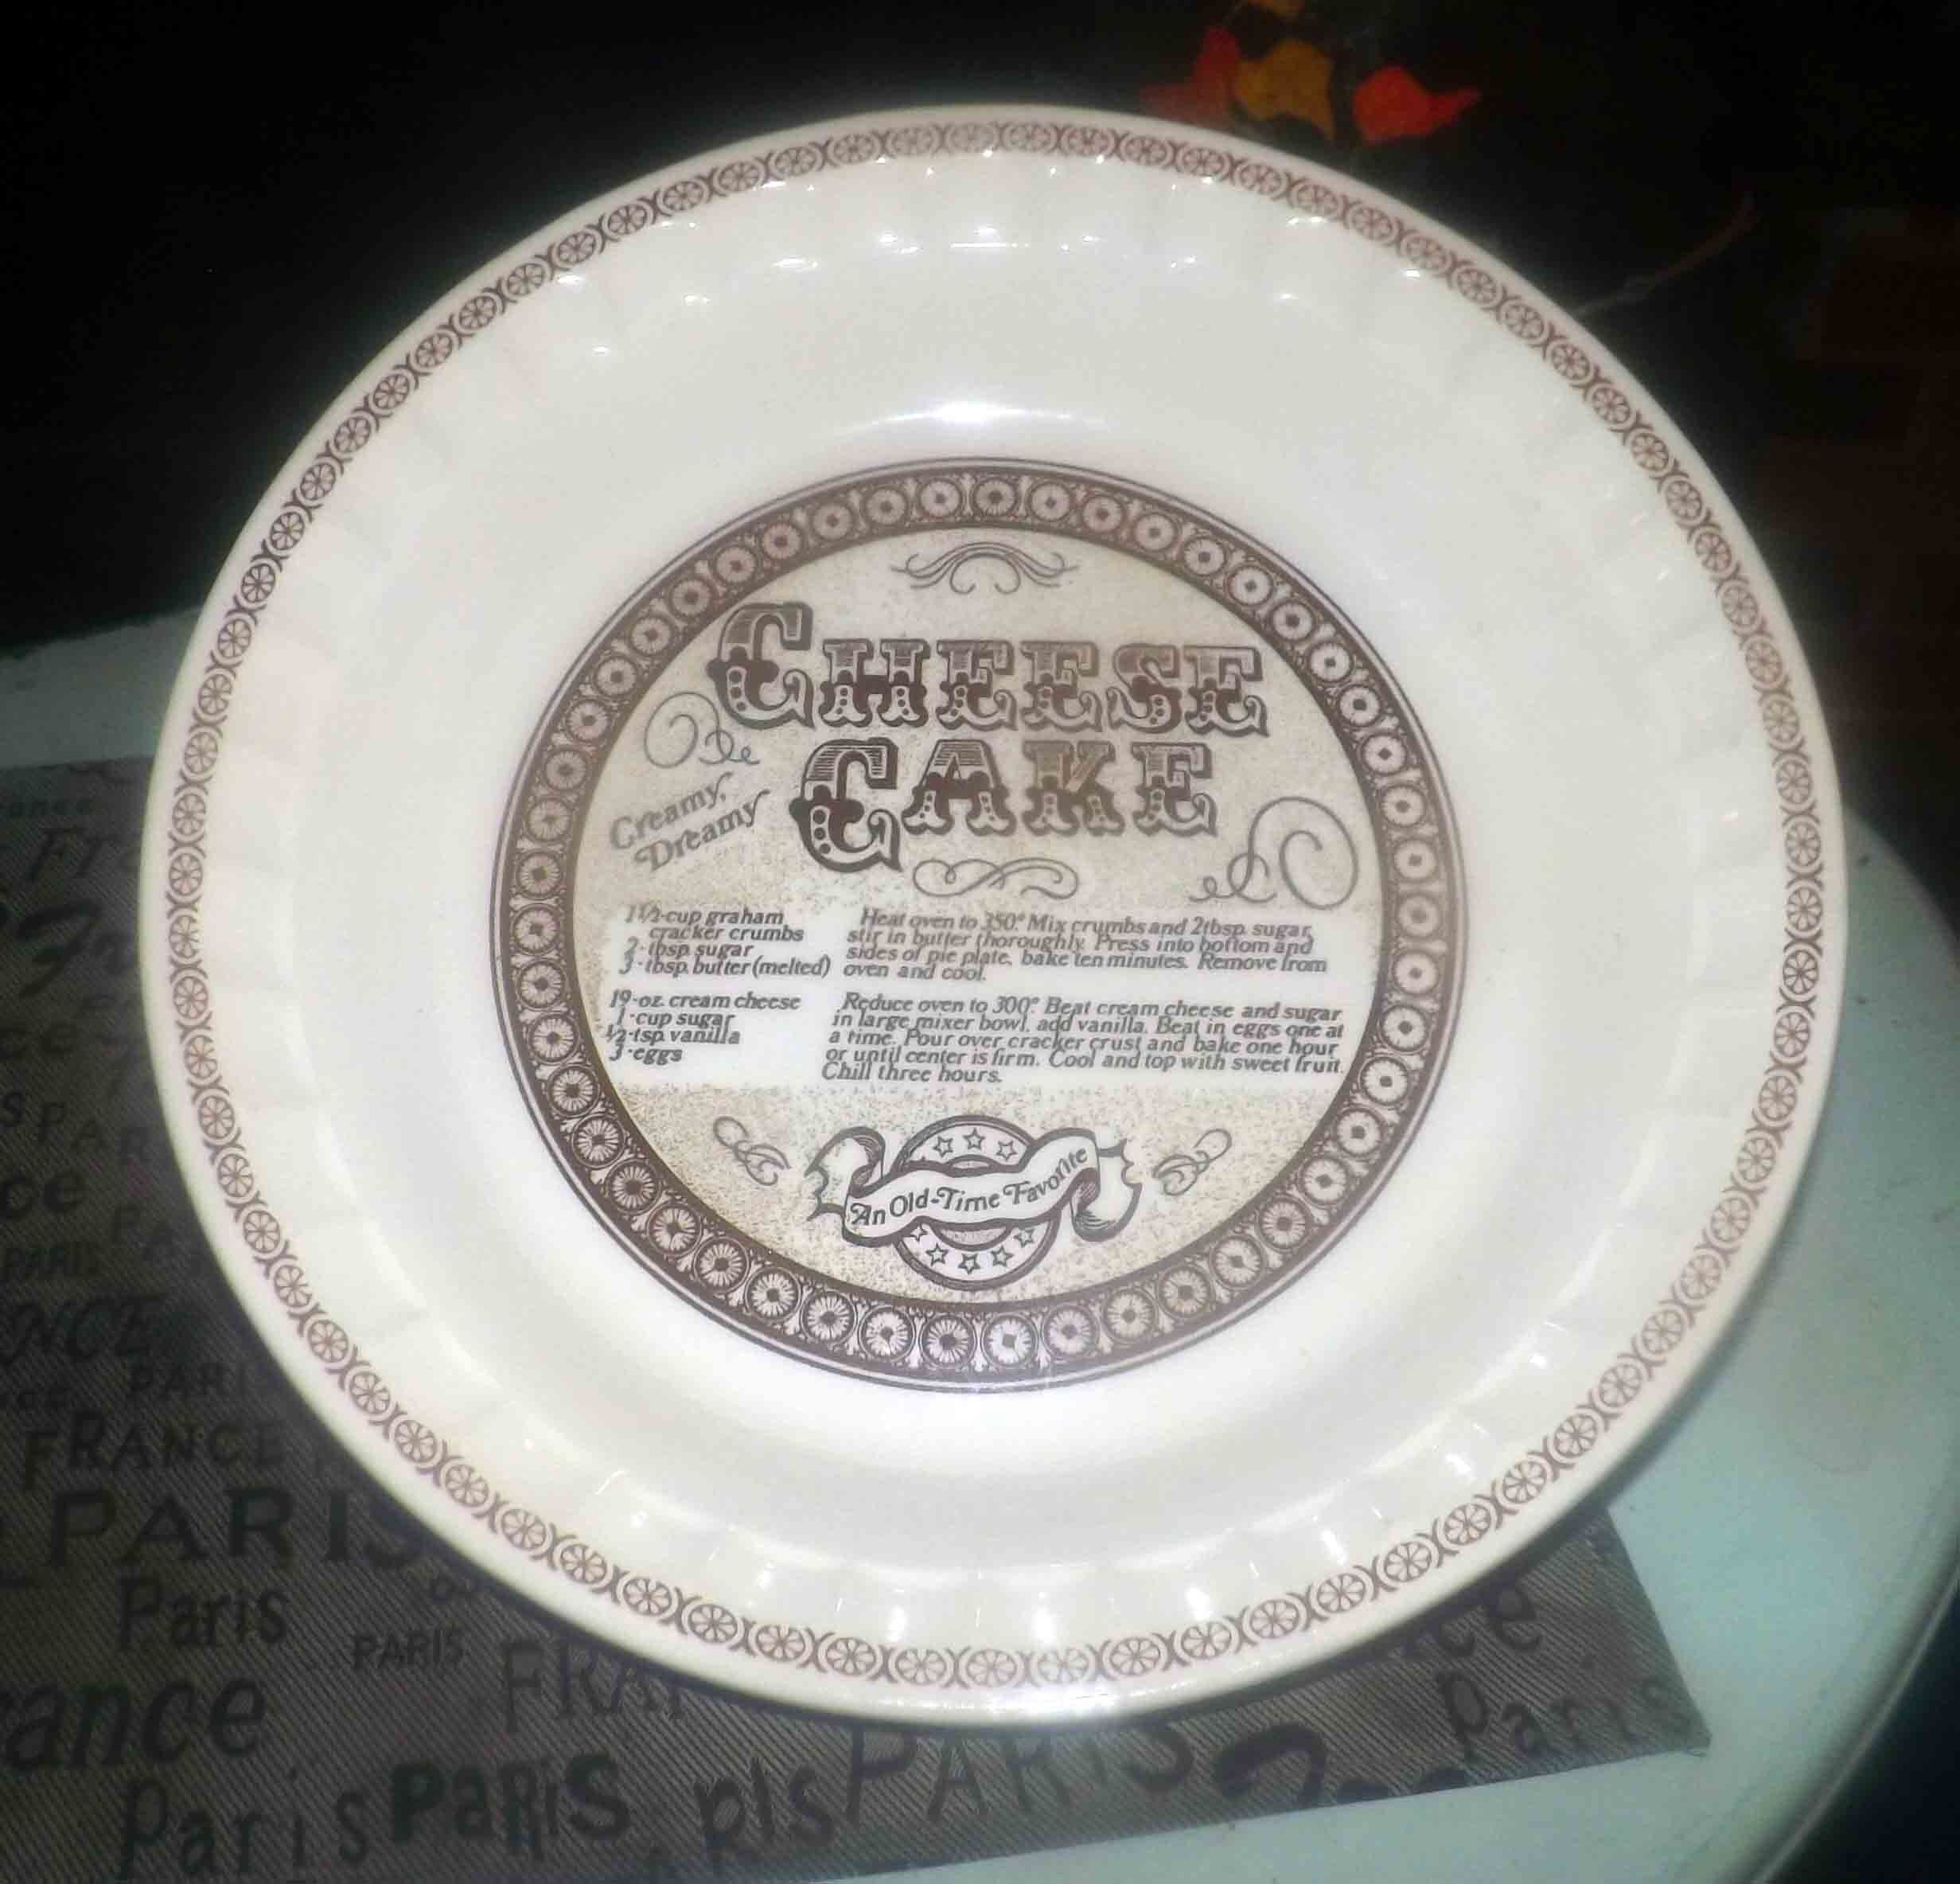 CHEESE
CAKE
Creamy,
Dreamy
1½-cup graham
cracker crumbs
2-tbsp. sugar
3-tbsp. butter (melted)
Heat oven to 350°. Mix crumbs and 2tbsp. sugar,
stir in butter thoroughly. Press into bottom and
sides of pie plate, bake ten minutes. Remove from
oven and cool.
19-oz. cream cheese
1-cup sugar
½-tsp. vanilla
3-eggs
Reduce oven to 300°. Beat cream cheese and sugar
in large mixer bowl, add vanilla. Beat in eggs one at
a time. Pour over cracker crust and bake one hour
or until center is firm. Cool and top with sweet fruit.
Chill three hours.
An Old-Time Favorite
PARIS
PARIS
FRANCE
PARIS
Paris
PARIS
ance
Paris
PaRiS
PARIS
Paris